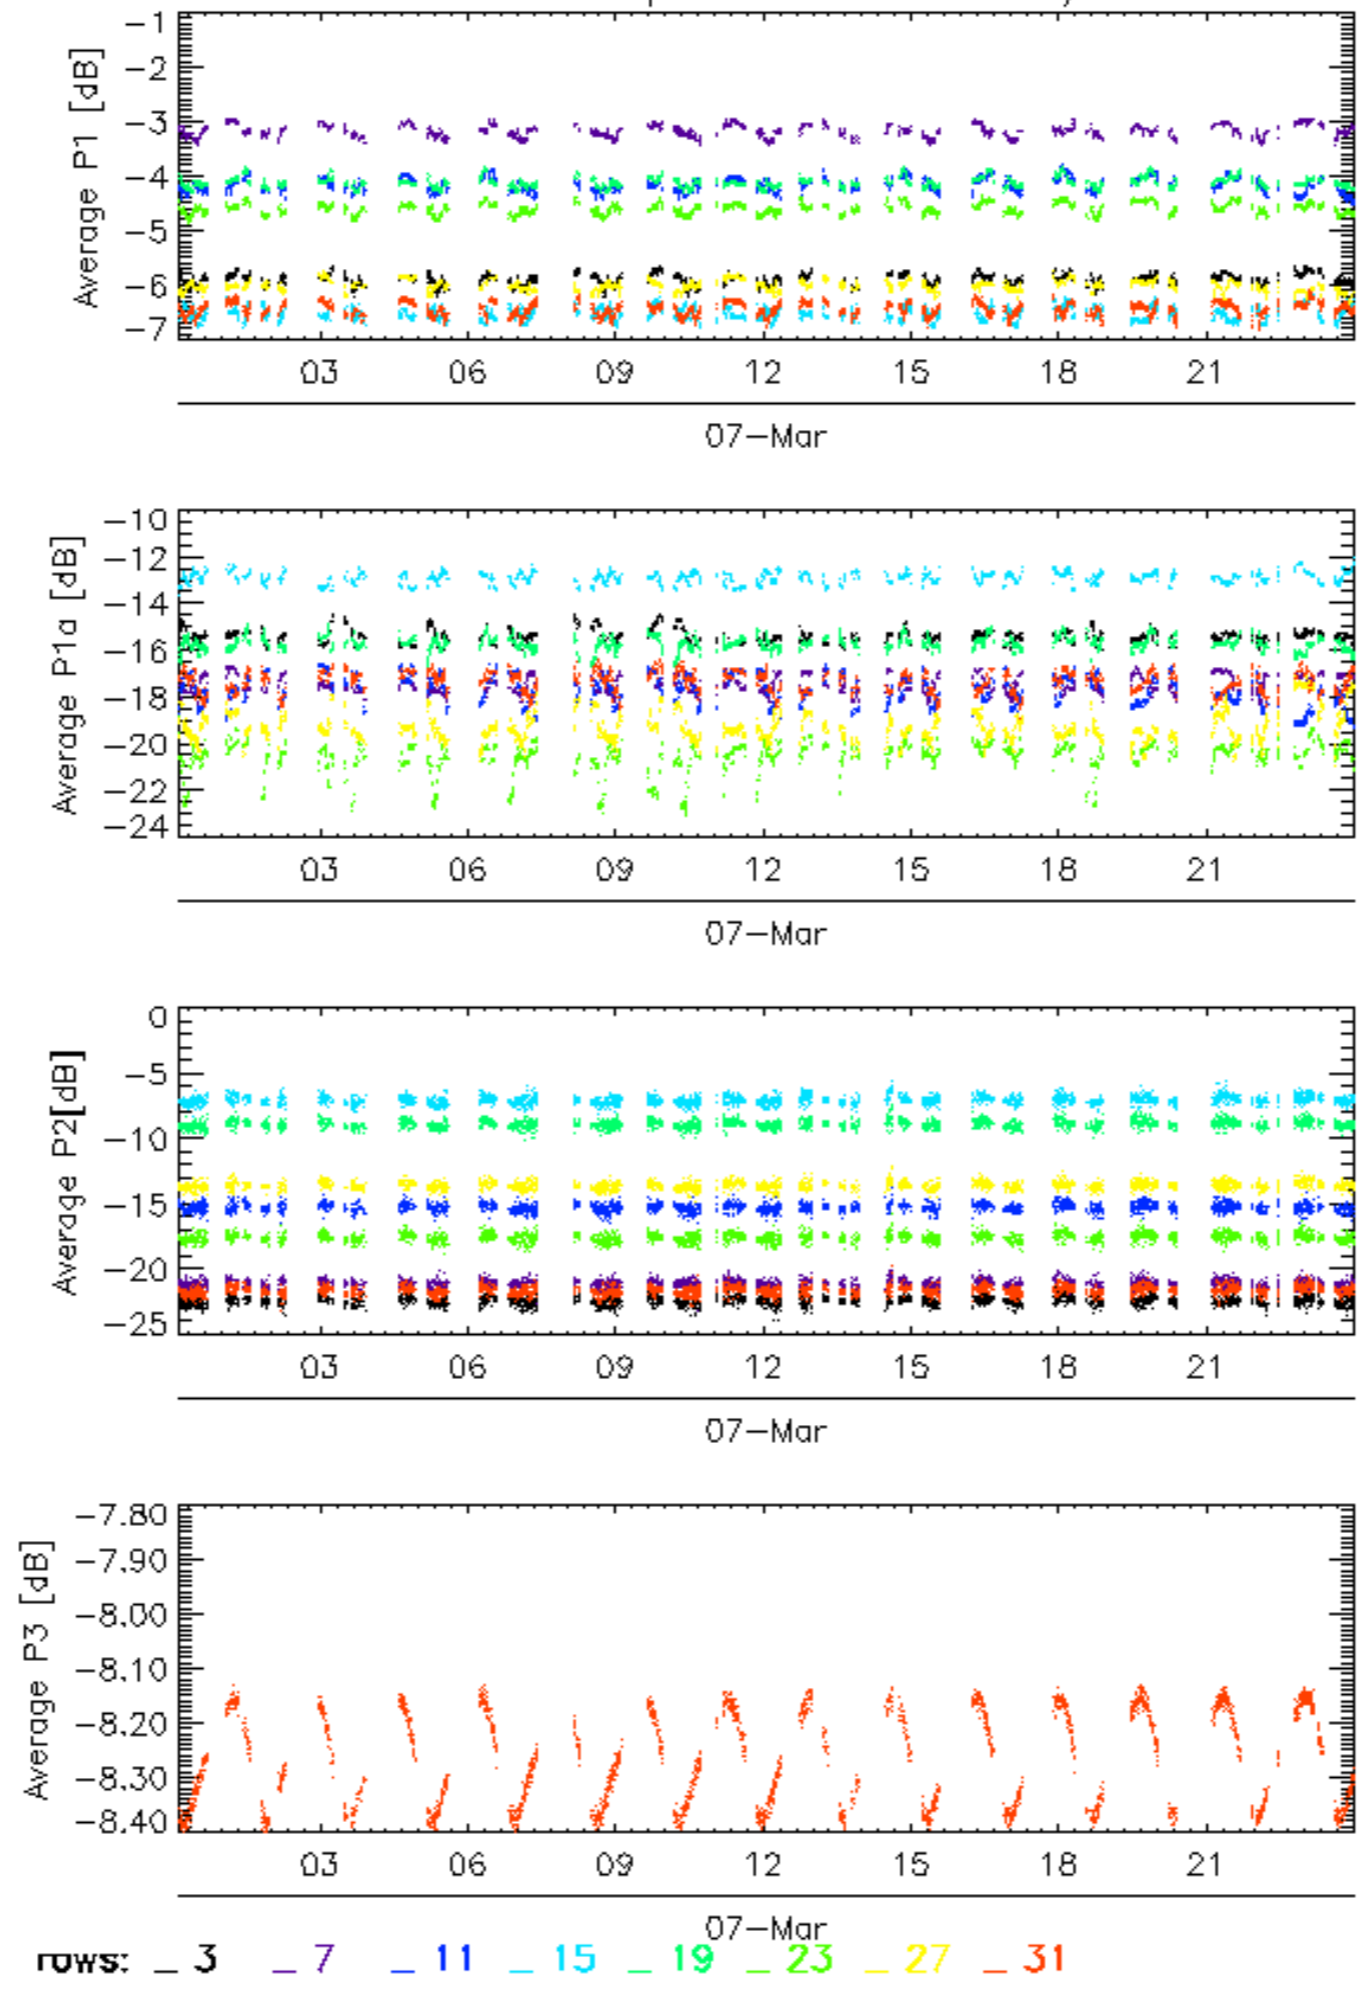 -1
-2
-3
-4
-5
-6
-7
Average P1 [dB]
03 06 09 12 15 18 21
07-Mar
-10
-12
-14
-16
-18
-20
-22
-24
Average P1a [dB]
03 06 09 12 15 18 21
07-Mar
0
-5
-10
-15
-20
-25
Average P2[dB]
03 06 09 12 15 18 21
07-Mar
-7.80
-7.90
-8.00
-8.10
-8.20
-8.30
-8.40
Average P3 [dB]
03 06 09 12 15 18 21
07-Mar
rows: _ 3 _ 7 _ 11 _ 15 _ 19 _ 23 _ 27 _ 31